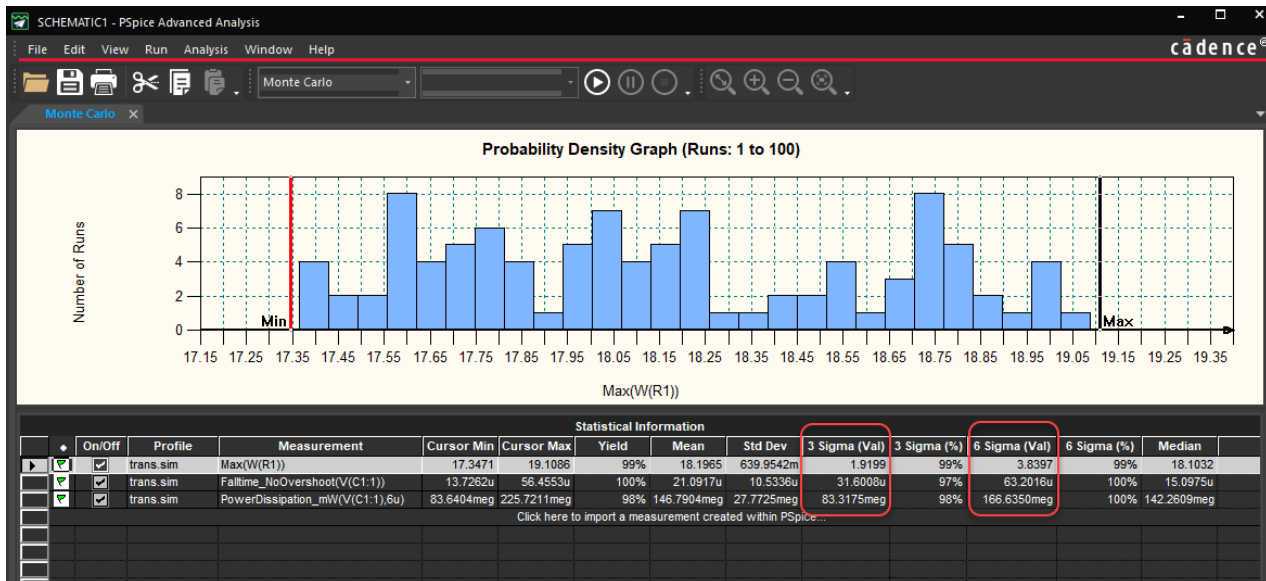 SCHEMATIC1 - PSpice Advanced Analysis
File Edit View Run Analysis Window Help
cādence®
Monte Carlo
Monte Carlo
Probability Density Graph (Runs: 1 to 100)
Number of Runs
8
6
4
2
0
Min
Max
17.15 17.25 17.35 17.45 17.55 17.65 17.75 17.85 17.95 18.05 18.15 18.25 18.35 18.45 18.55 18.65 18.75 18.85 18.95 19.05 19.15 19.25 19.35
Max(W(R1))
Statistical Information
On/Off Profile Measurement Cursor Min Cursor Max Yield Mean Std Dev 3 Sigma (Val) 3 Sigma (%) 6 Sigma (Val) 6 Sigma (%) Median
trans.sim Max(W(R1)) 17.3471 19.1086 99% 18.1965 639.9542m 1.9199 99% 3.8397 99% 18.1032
trans.sim Falltime_NoOvershoot(V(C1:1)) 13.7262u 56.4553u 100% 21.0917u 10.5336u 31.6008u 97% 63.2016u 100% 15.0975u
trans.sim PowerDissipation_mW(V(C1:1),6u) 83.6404meg 225.7211meg 98% 146.7904meg 27.7725meg 83.3175meg 98% 166.6350meg 100% 142.2609meg
Click here to import a measurement created within PSpice...